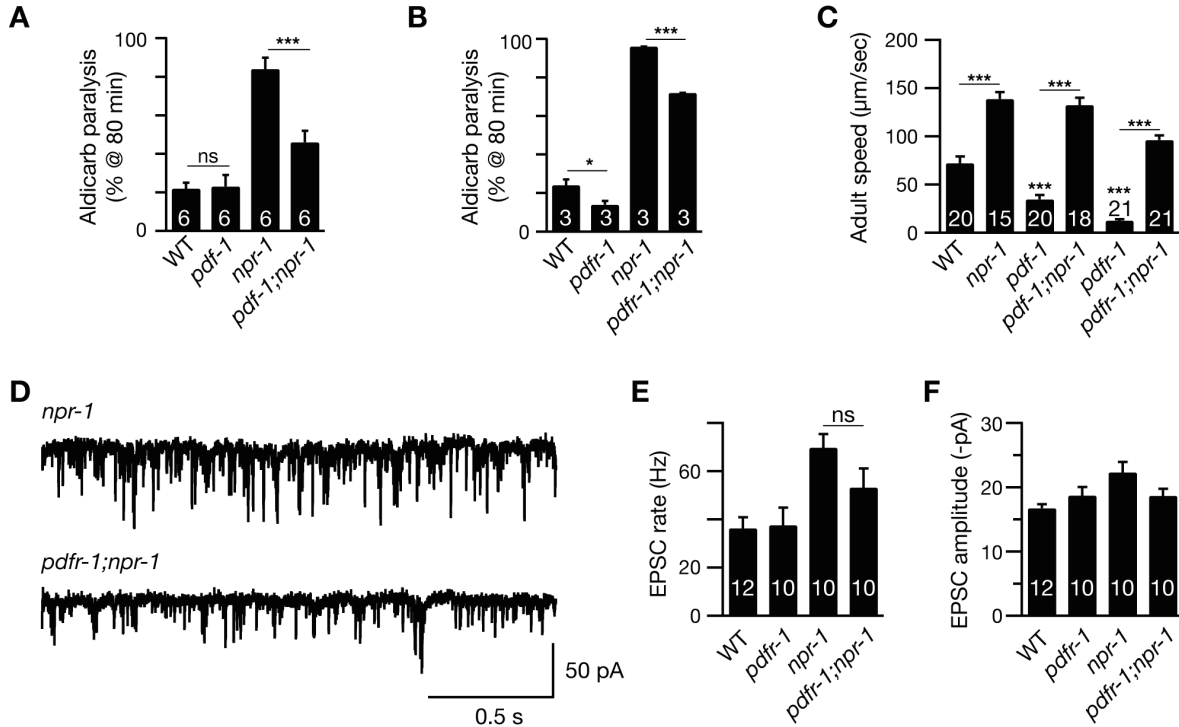 A
Aldicarb paralysis
(% @ 80 min)
100
0
***
ns
6
6
6
6
WT
pdf-1
npr-1
pdf-1;npr-1
B
Aldicarb paralysis
(% @ 80 min)
100
0
***
*
3
3
3
3
WT
pdfr-1
npr-1
pdfr-1;npr-1
C
Adult speed (µm/sec)
200
150
100
50
0
***
***
***
***
***
20
15
20
18
21
21
WT
npr-1
pdf-1
pdf-1;npr-1
pdfr-1
pdfr-1;npr-1
D
npr-1
pdfr-1;npr-1
50 pA
0.5 s
E
EPSC rate (Hz)
60
20
0
ns
12
10
10
10
WT
pdfr-1
npr-1
pdfr-1;npr-1
F
EPSC amplitude (-pA)
30
20
10
0
12
10
10
10
WT
pdfr-1
npr-1
pdfr-1;npr-1